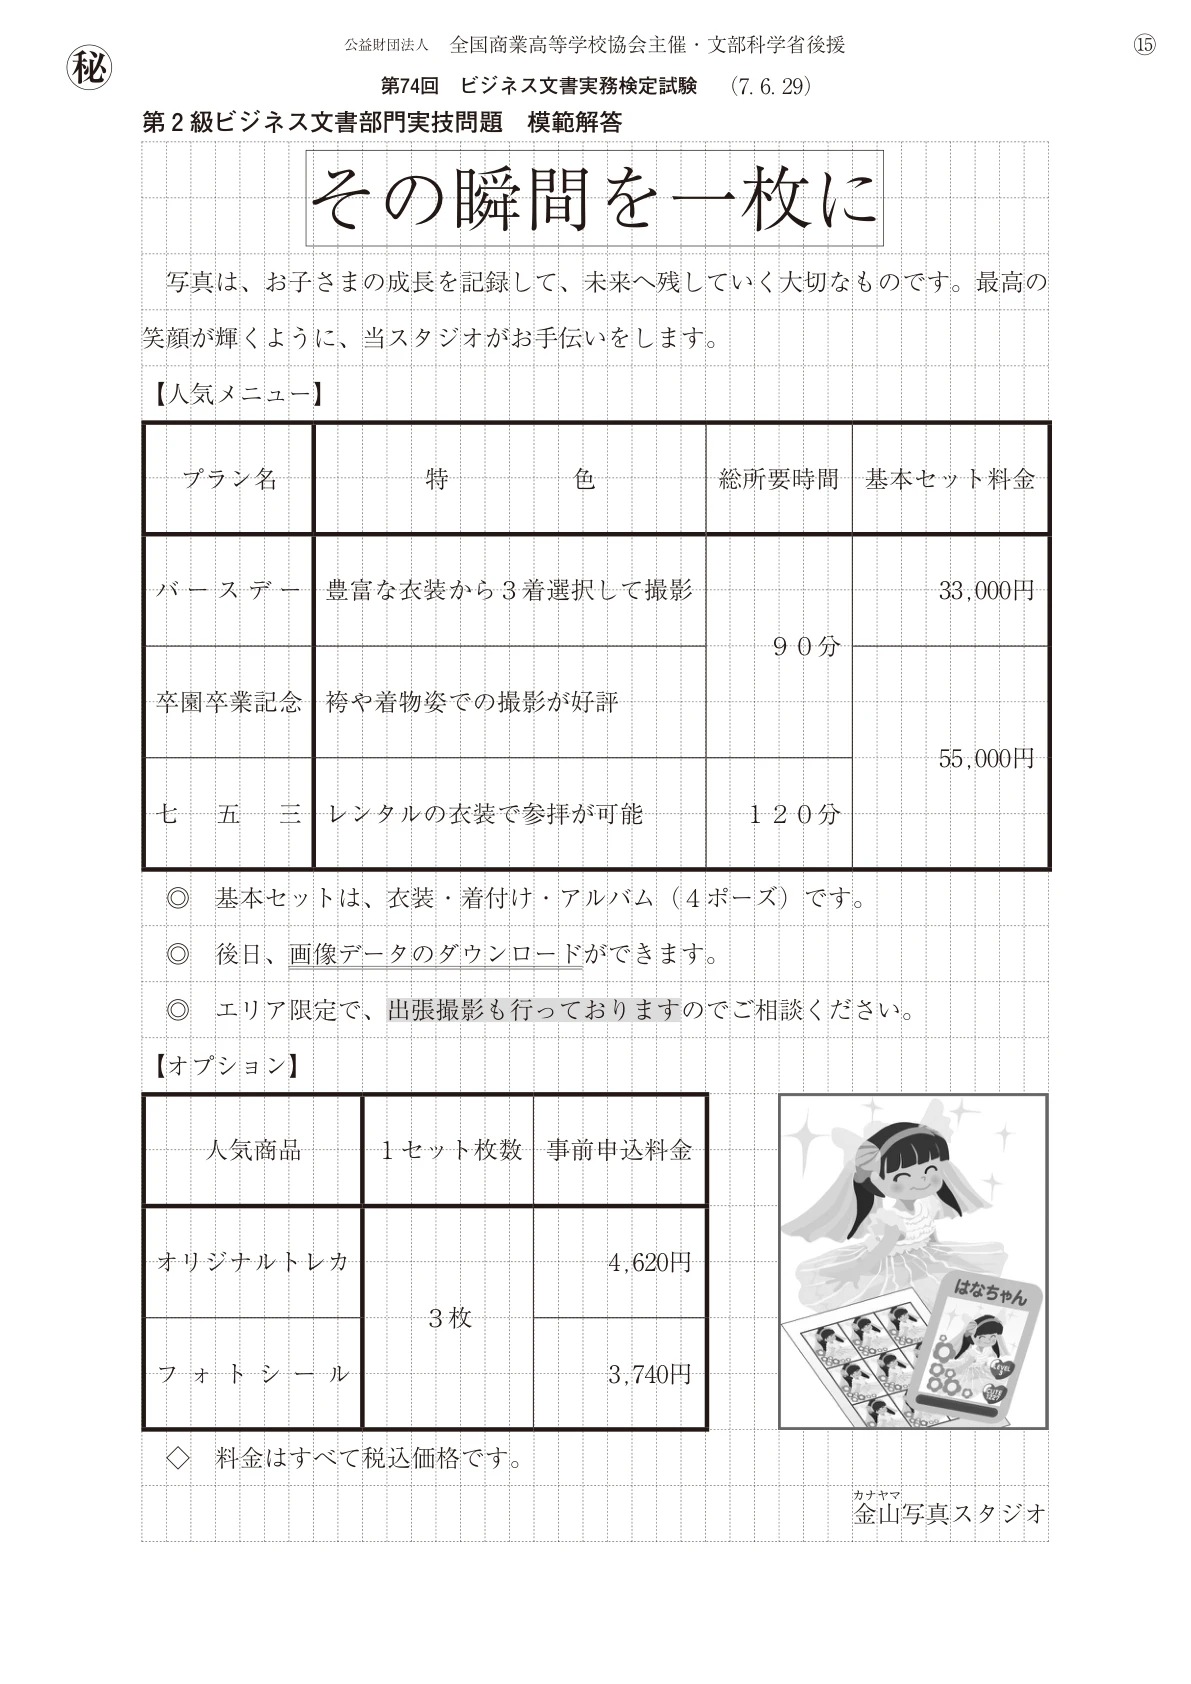 ㊙
公益財団法人　全国商業高等学校協会主催・文部科学省後援
⑮
第74回　ビジネス文書実務検定試験　（7. 6. 29）
第２級ビジネス文書部門実技問題　模範解答
その瞬間を一枚に
写真は、お子さまの成長を記録して、未来へ残していく大切なものです。最高の
笑顔が輝くように、当スタジオがお手伝いをします。
【人気メニュー】
プラン名　特　　　色　総所要時間　基本セット料金
バースデー　豊富な衣装から３着選択して撮影　33,000円
９０分
卒園卒業記念　袴や着物姿での撮影が好評
55,000円
七　五　三　レンタルの衣装で参拝が可能　１２０分
◎　基本セットは、衣装・着付け・アルバム（４ポーズ）です。
◎　後日、画像データのダウンロードができます。
◎　エリア限定で、出張撮影も行っておりますのでご相談ください。
【オプション】
人気商品　１セット枚数　事前申込料金
オリジナルトレカ　4,620円
３枚
フォトシール　3,740円
はなちゃん
LEVEL
3
CUTE
◇　料金はすべて税込価格です。
カナヤマ
金山写真スタジオ